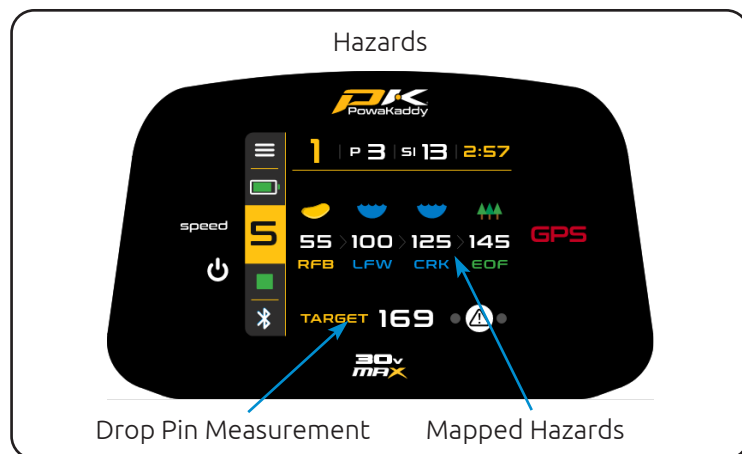 Hazards
PK
PowaKaddy
1 P 3 SI 13 2:57
speed
S
GPS
55 > 100 > 125 > 145
RFB LFW CRK EOF
TARGET 169
30v
MAX
Drop Pin Measurement
Mapped Hazards